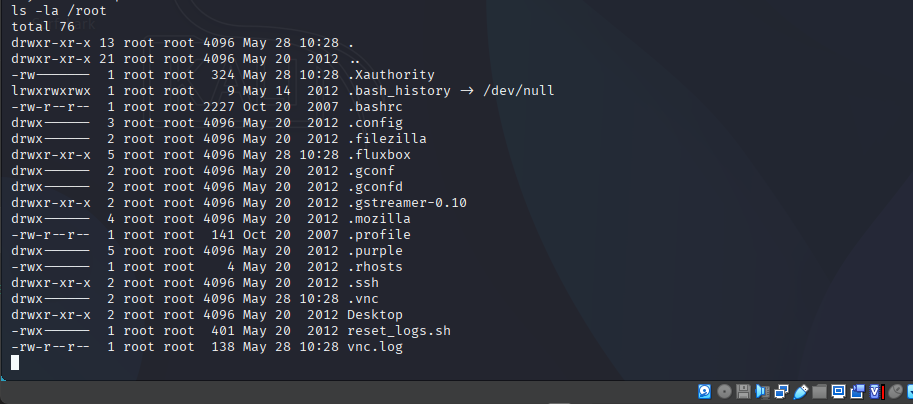 ls -la /root
total 76
drwxr-xr-x 13 root root 4096 May 28 10:28 .
drwxr-xr-x 21 root root 4096 May 20  2012 ..
-rw-------  1 root root  324 May 28 10:28 .Xauthority
lrwxrwxrwx  1 root root    9 May 14  2012 .bash_history -> /dev/null
-rw-r--r--  1 root root 2227 Oct 20  2007 .bashrc
drwx------  3 root root 4096 May 20  2012 .config
drwx------  2 root root 4096 May 20  2012 .filezilla
drwxr-xr-x  5 root root 4096 May 28 10:28 .fluxbox
drwx------  2 root root 4096 May 20  2012 .gconf
drwx------  2 root root 4096 May 20  2012 .gconfd
drwxr-xr-x  2 root root 4096 May 20  2012 .gstreamer-0.10
drwx------  4 root root 4096 May 20  2012 .mozilla
-rw-r--r--  1 root root  141 Oct 20  2007 .profile
drwx------  5 root root 4096 May 20  2012 .purple
-rwx------  1 root root    4 May 20  2012 .rhosts
drwxr-xr-x  2 root root 4096 May 20  2012 .ssh
drwx------  2 root root 4096 May 28 10:28 .vnc
drwxr-xr-x  2 root root 4096 May 20  2012 Desktop
-rwx------  1 root root  401 May 20  2012 reset_logs.sh
-rw-r--r--  1 root root  138 May 28 10:28 vnc.log